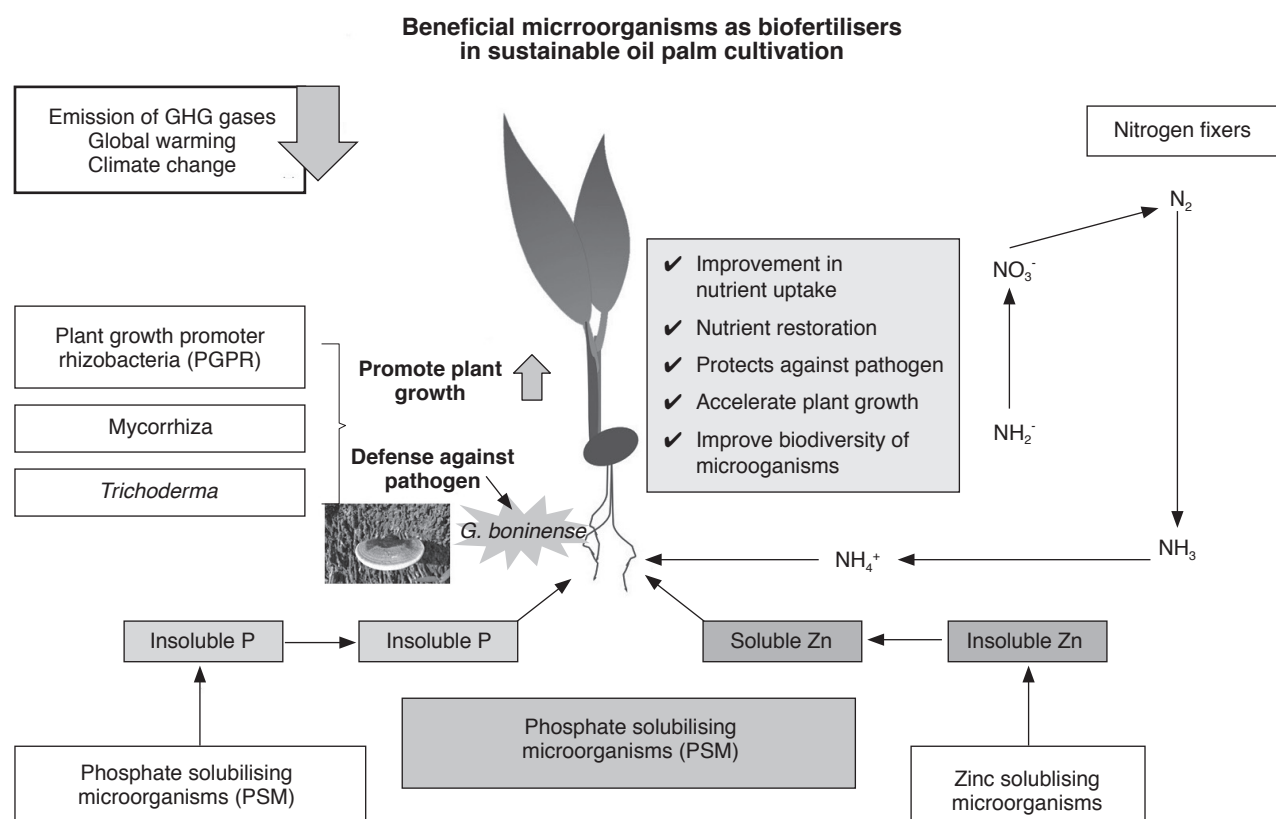 Beneficial micrroorganisms as biofertilisers
in sustainable oil palm cultivation
Emission of GHG gases
Global warming
Climate change
Nitrogen fixers
N₂
NO₃⁻
NH₂⁻
NH₃
NH₄⁺
✔ Improvement in
nutrient uptake
✔ Nutrient restoration
✔ Protects against pathogen
✔ Accelerate plant growth
✔ Improve biodiversity of
microoganisms
Plant growth promoter
rhizobacteria (PGPR)
Mycorrhiza
Trichoderma
Promote plant
growth
Defense against
pathogen
G. boninense
Insoluble P
Insoluble P
Soluble Zn
Insoluble Zn
Phosphate solubilising
microorganisms (PSM)
Phosphate solubilising
microorganisms (PSM)
Zinc solublising
microorganisms